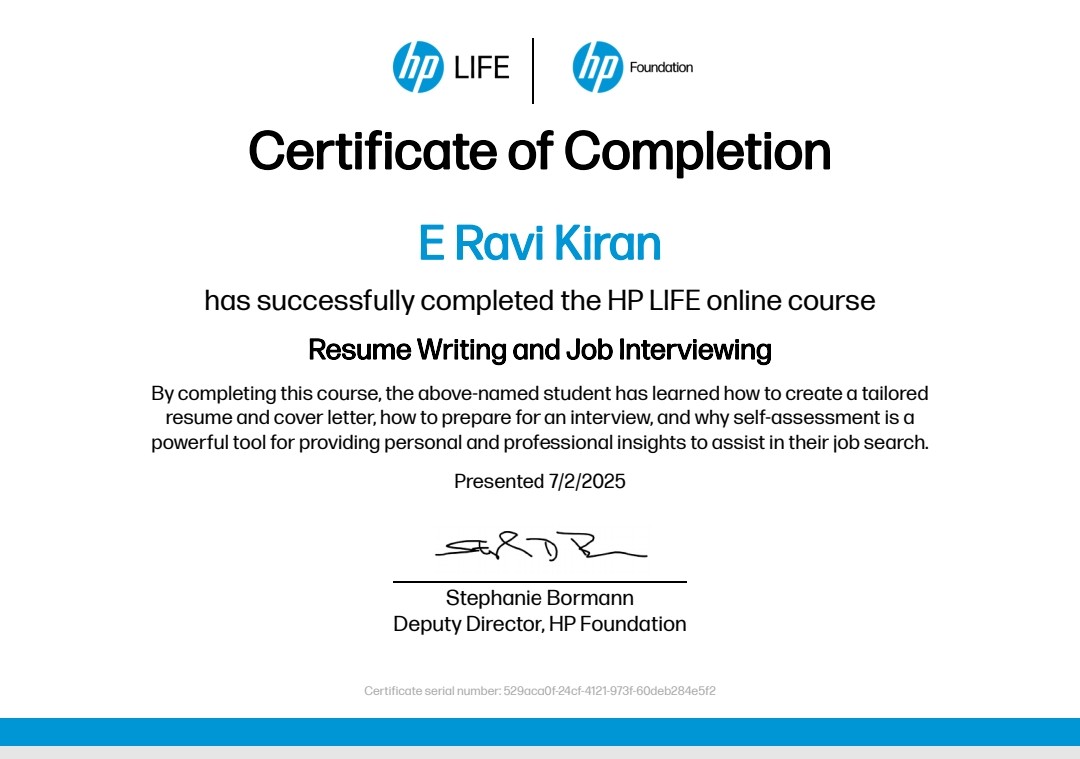 hp LIFE
hp Foundation
Certificate of Completion
E Ravi Kiran
has successfully completed the HP LIFE online course
Resume Writing and Job Interviewing
By completing this course, the above-named student has learned how to create a tailored
resume and cover letter, how to prepare for an interview, and why self-assessment is a
powerful tool for providing personal and professional insights to assist in their job search.
Presented 7/2/2025
Stephanie Bormann
Deputy Director, HP Foundation
Certificate serial number: 529aca0f-24cf-4121-973f-60deb284e5f2